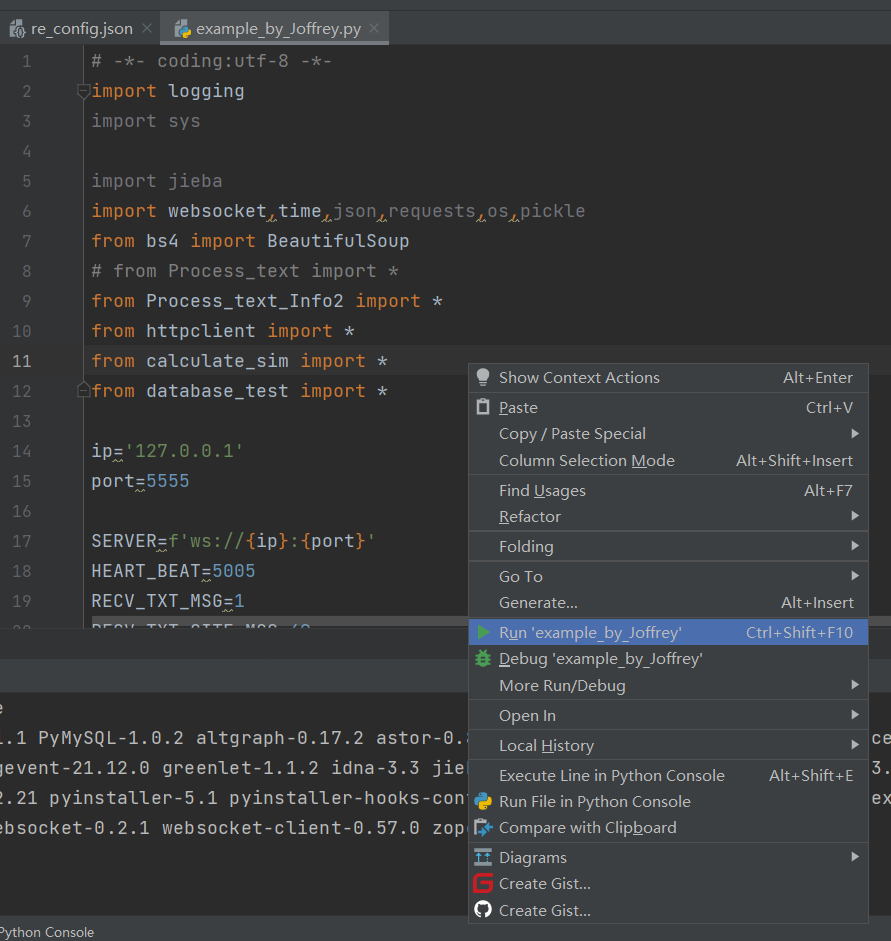 re_config.json
example_by_Joffrey.py
1 # -*- coding:utf-8 -*-
2 import logging
3 import sys
4
5 import jieba
6 import websocket,time,json,requests,os,pickle
7 from bs4 import BeautifulSoup
8 # from Process_text import *
9 from Process_text_Info2 import *
10 from httpclient import *
11 from calculate_sim import *
12 from database_test import *
13
14 ip='127.0.0.1'
15 port=5555
16
17 SERVER=f'ws://{ip}:{port}'
18 HEART_BEAT=5005
19 RECV_TXT_MSG=1
Show Context Actions Alt+Enter
Paste Ctrl+V
Copy / Paste Special
Column Selection Mode Alt+Shift+Insert
Find Usages Alt+F7
Refactor
Folding
Go To
Generate... Alt+Insert
Run 'example_by_Joffrey' Ctrl+Shift+F10
Debug 'example_by_Joffrey'
More Run/Debug
Open In
Local History
Execute Line in Python Console Alt+Shift+E
Run File in Python Console
Compare with Clipboard
Diagrams
Create Gist...
Create Gist...
e
.1 PyMySQL-1.0.2 altgraph-0.17.2 astor-0. ce
gevent-21.12.0 greenlet-1.1.2 idna-3.3 jie 3.
2.21 pyinstaller-5.1 pyinstaller-hooks-con ex
ebsocket-0.2.1 websocket-client-0.57.0 zop
Python Console